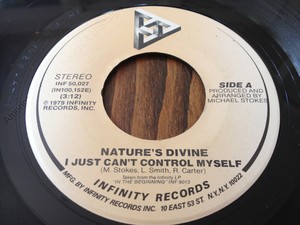 STEREO
INF 50,027
(IN100,152E)
(3:12)
℗ 1979 INFINITY
RECORDS, INC.
SIDE A
PRODUCED AND
ARRANGED BY
MICHAEL STOKES
NATURE'S DIVINE
I JUST CAN'T CONTROL MYSELF
(M. Stokes, L. Smith, R. Carter)
Taken from the Infinity LP
"IN THE BEGINNING" INF 9013
INFINITY RECORDS
MFG. BY INFINITY RECORDS INC. 10 EAST 53 ST. N.Y., N.Y. 10022